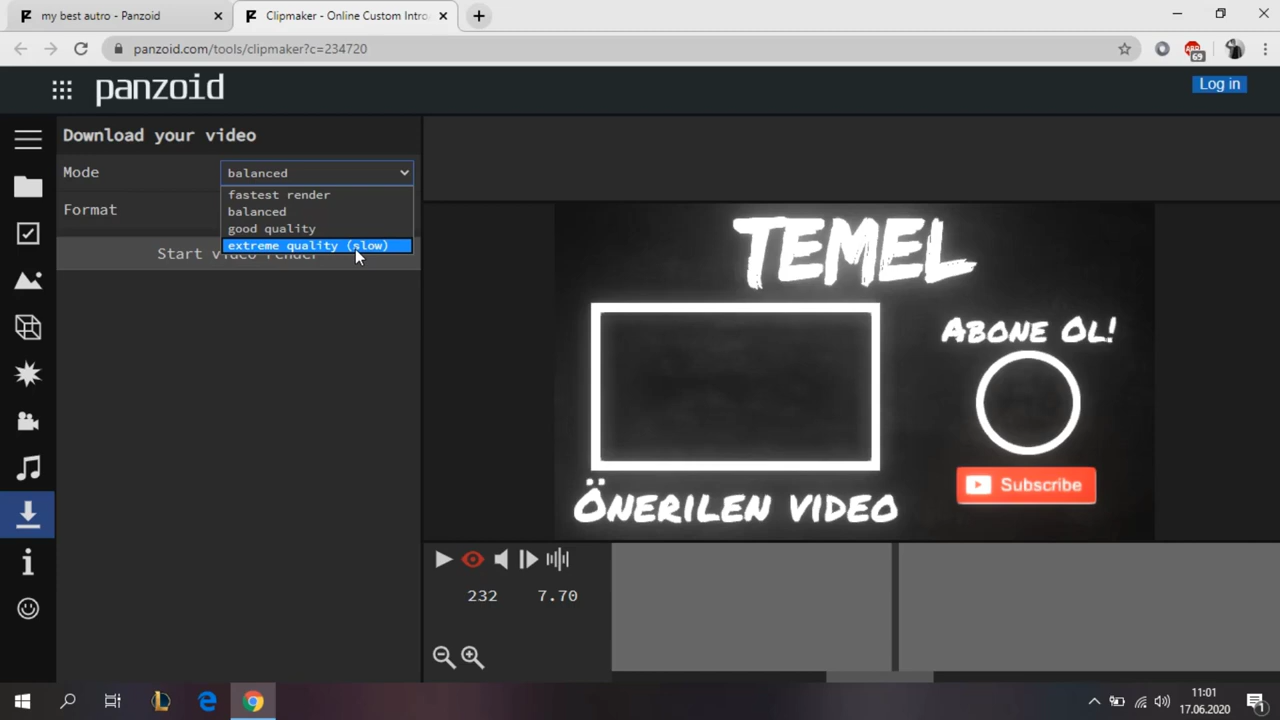 my best autro - Panzoid
Clipmaker - Online Custom Intro
panzoid.com/tools/clipmaker?c=234720
69
panzoid
Log in
Download your video
Mode
balanced
fastest render
balanced
Format
good quality
extreme quality (slow)
Start video render
TEMEL
Abone Ol!
Subscribe
Önerilen video
232
7.70
11:01
17.06.2020
1